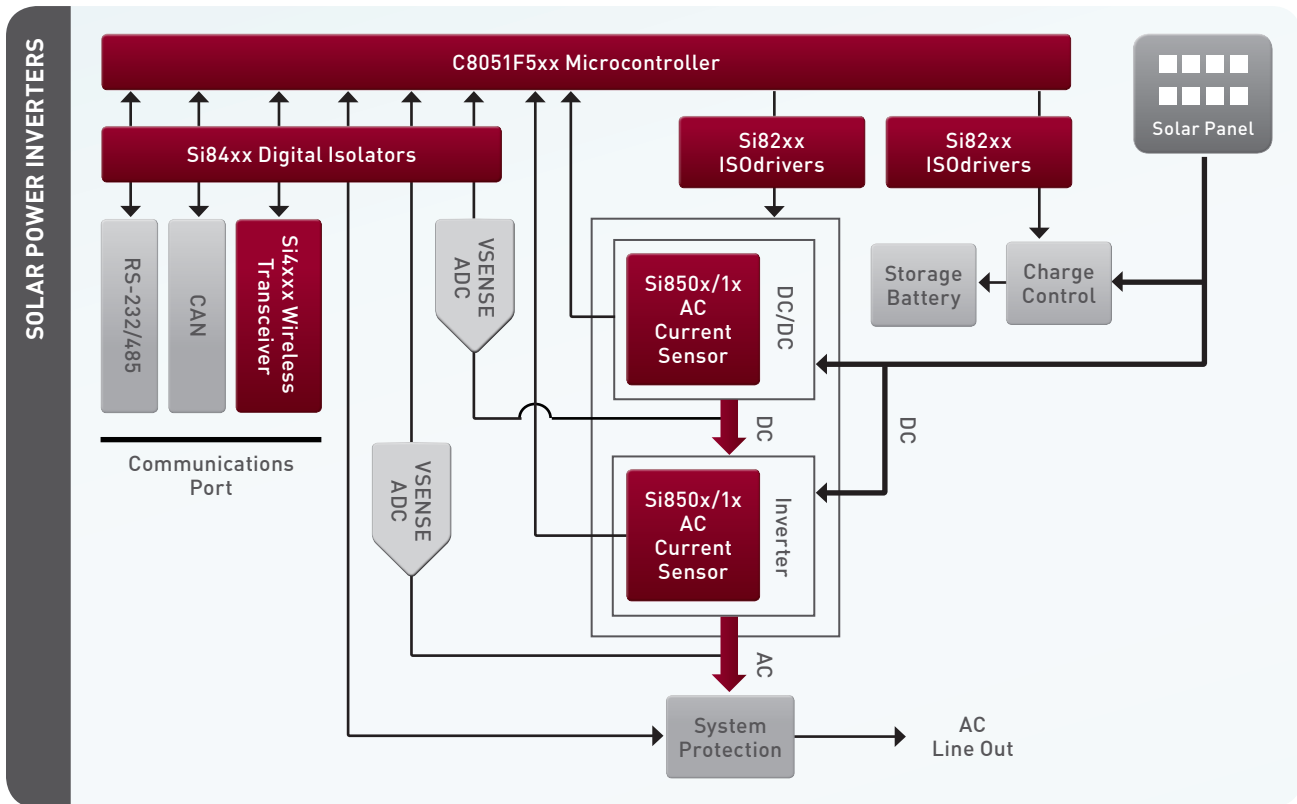 SOLAR POWER INVERTERS
C8051F5xx Microcontroller
Solar Panel
Si84xx Digital Isolators
Si82xx
ISOdrivers
Si82xx
ISOdrivers
RS-232/485
CAN
Si4xxx Wireless
Transceiver
VSENSE
ADC
Si850x/1x
AC
Current
Sensor
DC/DC
Storage
Battery
Charge
Control
DC
DC
Communications
Port
VSENSE
ADC
Si850x/1x
AC
Current
Sensor
Inverter
AC
System
Protection
AC
Line Out